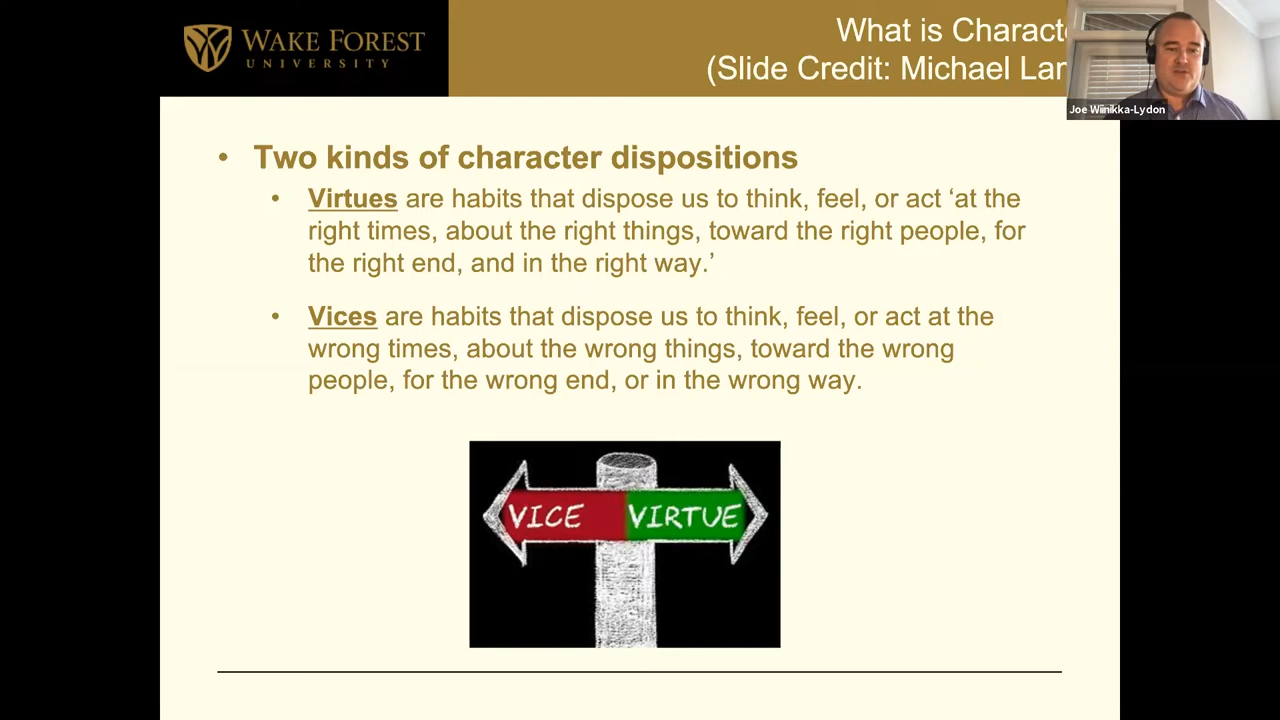 WAKE FOREST
UNIVERSITY
What is
(Slide Credit: Michael
Joe Wiinikka-Lydon
• Two kinds of character dispositions
• Virtues are habits that dispose us to think, feel, or act ‘at the
right times, about the right things, toward the right people, for
the right end, and in the right way.’
• Vices are habits that dispose us to think, feel, or act at the
wrong times, about the wrong things, toward the wrong
people, for the wrong end, or in the wrong way.
VICE VIRTUE